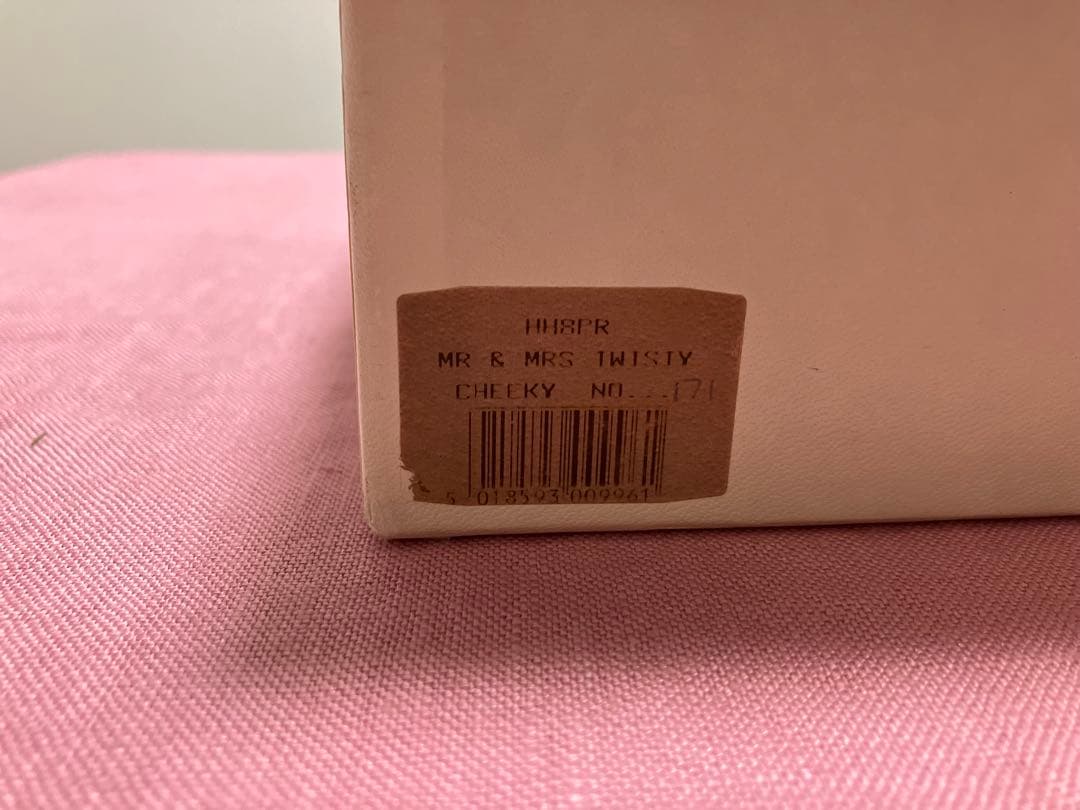 HH8PR
MR & MRS TWISTY
CHEEKY NO...171
5 018593 009961